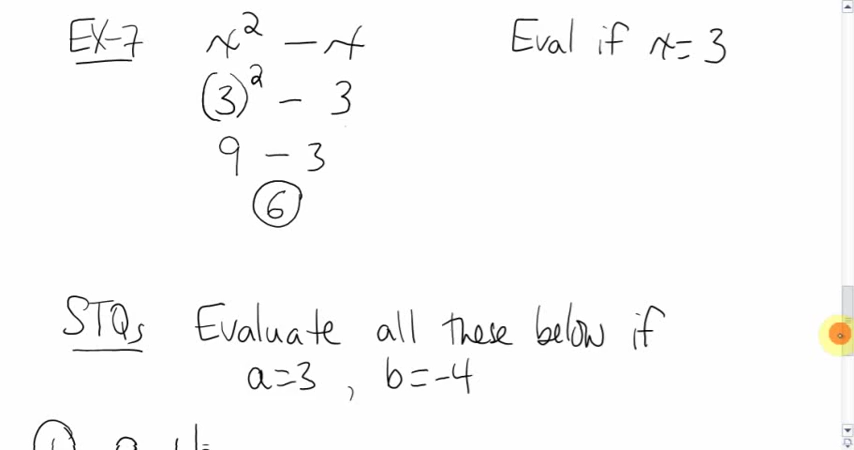 EX-7 x² - x Eval if x=3
(3)² - 3
9 - 3
6
STQs Evaluate all these below if
a=3, b=-4